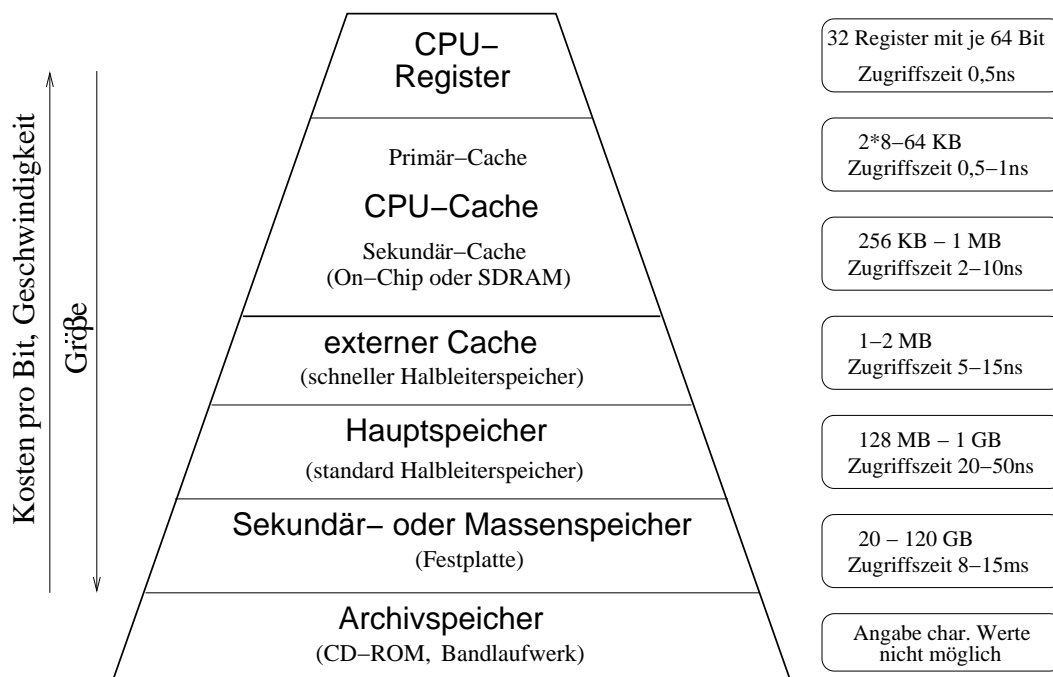 Kosten pro Bit, Geschwindigkeit
Größe
CPU–
Register
Primär–Cache
CPU–Cache
Sekundär–Cache
(On–Chip oder SDRAM)
externer Cache
(schneller Halbleiterspeicher)
Hauptspeicher
(standard Halbleiterspeicher)
Sekundär– oder Massenspeicher
(Festplatte)
Archivspeicher
(CD–ROM, Bandlaufwerk)
32 Register mit je 64 Bit
Zugriffszeit 0,5ns
2*8–64 KB
Zugriffszeit 0,5–1ns
256 KB – 1 MB
Zugriffszeit 2–10ns
1–2 MB
Zugriffszeit 5–15ns
128 MB – 1 GB
Zugriffszeit 20–50ns
20 – 120 GB
Zugriffszeit 8–15ms
Angabe char. Werte
nicht möglich